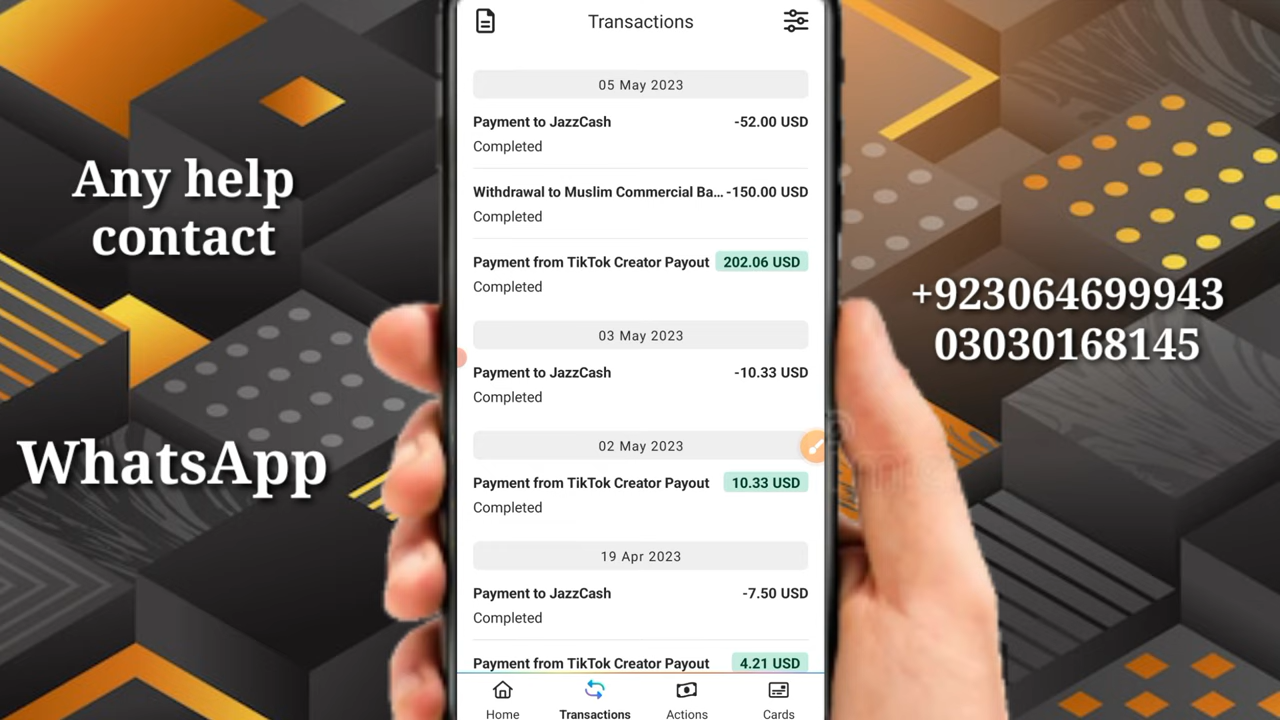 Any help
contact
WhatsApp
Transactions
05 May 2023
Payment to JazzCash -52.00 USD
Completed
Withdrawal to Muslim Commercial Ba... -150.00 USD
Completed
Payment from TikTok Creator Payout 202.06 USD
Completed
03 May 2023
Payment to JazzCash -10.33 USD
Completed
02 May 2023
Payment from TikTok Creator Payout 10.33 USD
Completed
19 Apr 2023
Payment to JazzCash -7.50 USD
Completed
Payment from TikTok Creator Payout 4.21 USD
Home Transactions Actions Cards
+923064699943
03030168145